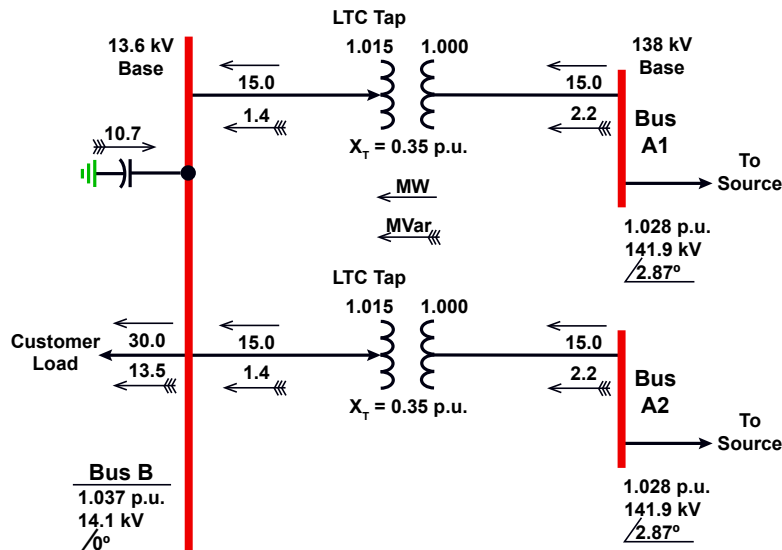 LTC Tap
13.6 kV
Base
1.015 1.000
138 kV
Base
15.0
15.0
1.4
2.2
Bus
A1
10.7
X_T = 0.35 p.u.
To
Source
MW
MVar
1.028 p.u.
141.9 kV
/2.87º
LTC Tap
1.015 1.000
Customer
Load
30.0
15.0
15.0
13.5
1.4
2.2
Bus
A2
X_T = 0.35 p.u.
To
Source
Bus B
1.037 p.u.
14.1 kV
/0º
1.028 p.u.
141.9 kV
/2.87º